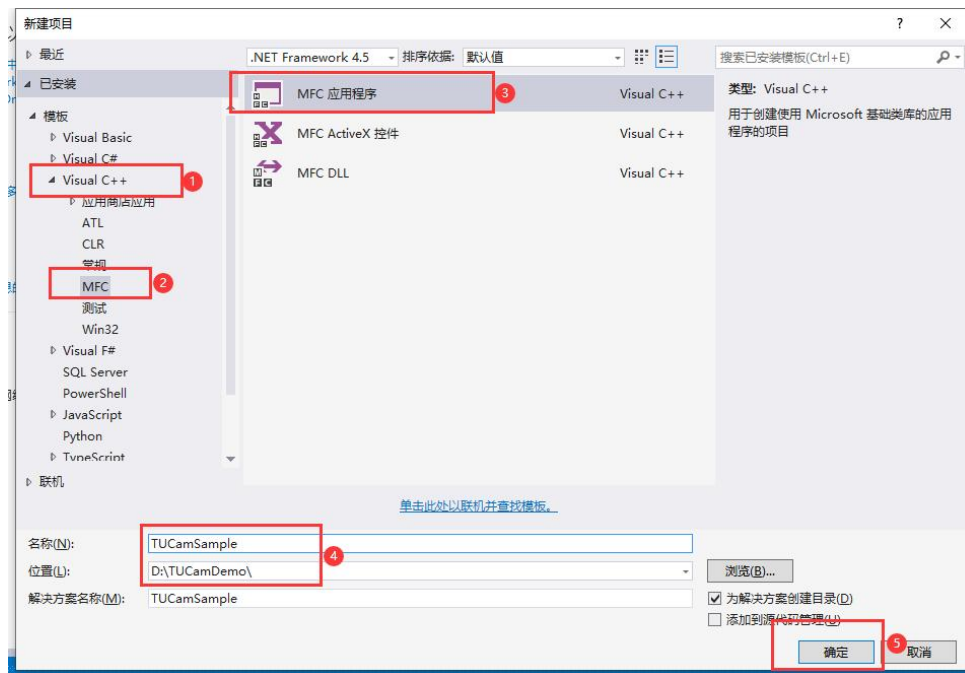 新建项目
? ×
最近
已安装
模板
Visual Basic
Visual C#
Visual C++
1
应用商店应用
ATL
CLR
常规
MFC
2
测试
Win32
Visual F#
SQL Server
PowerShell
JavaScript
Python
TypeScript
联机
.NET Framework 4.5 排序依据: 默认值
MFC 应用程序 3 Visual C++
MFC ActiveX 控件 Visual C++
MFC DLL Visual C++
单击此处以联机并查找模板。
搜索已安装模板(Ctrl+E)
类型: Visual C++
用于创建使用 Microsoft 基础类库的应用
程序的项目
名称(N): TUCamSample
4
位置(L): D:\TUCamDemo\ 浏览(B)...
解决方案名称(M): TUCamSample
为解决方案创建目录(D)
添加到源代码管理(U)
确定 5 取消